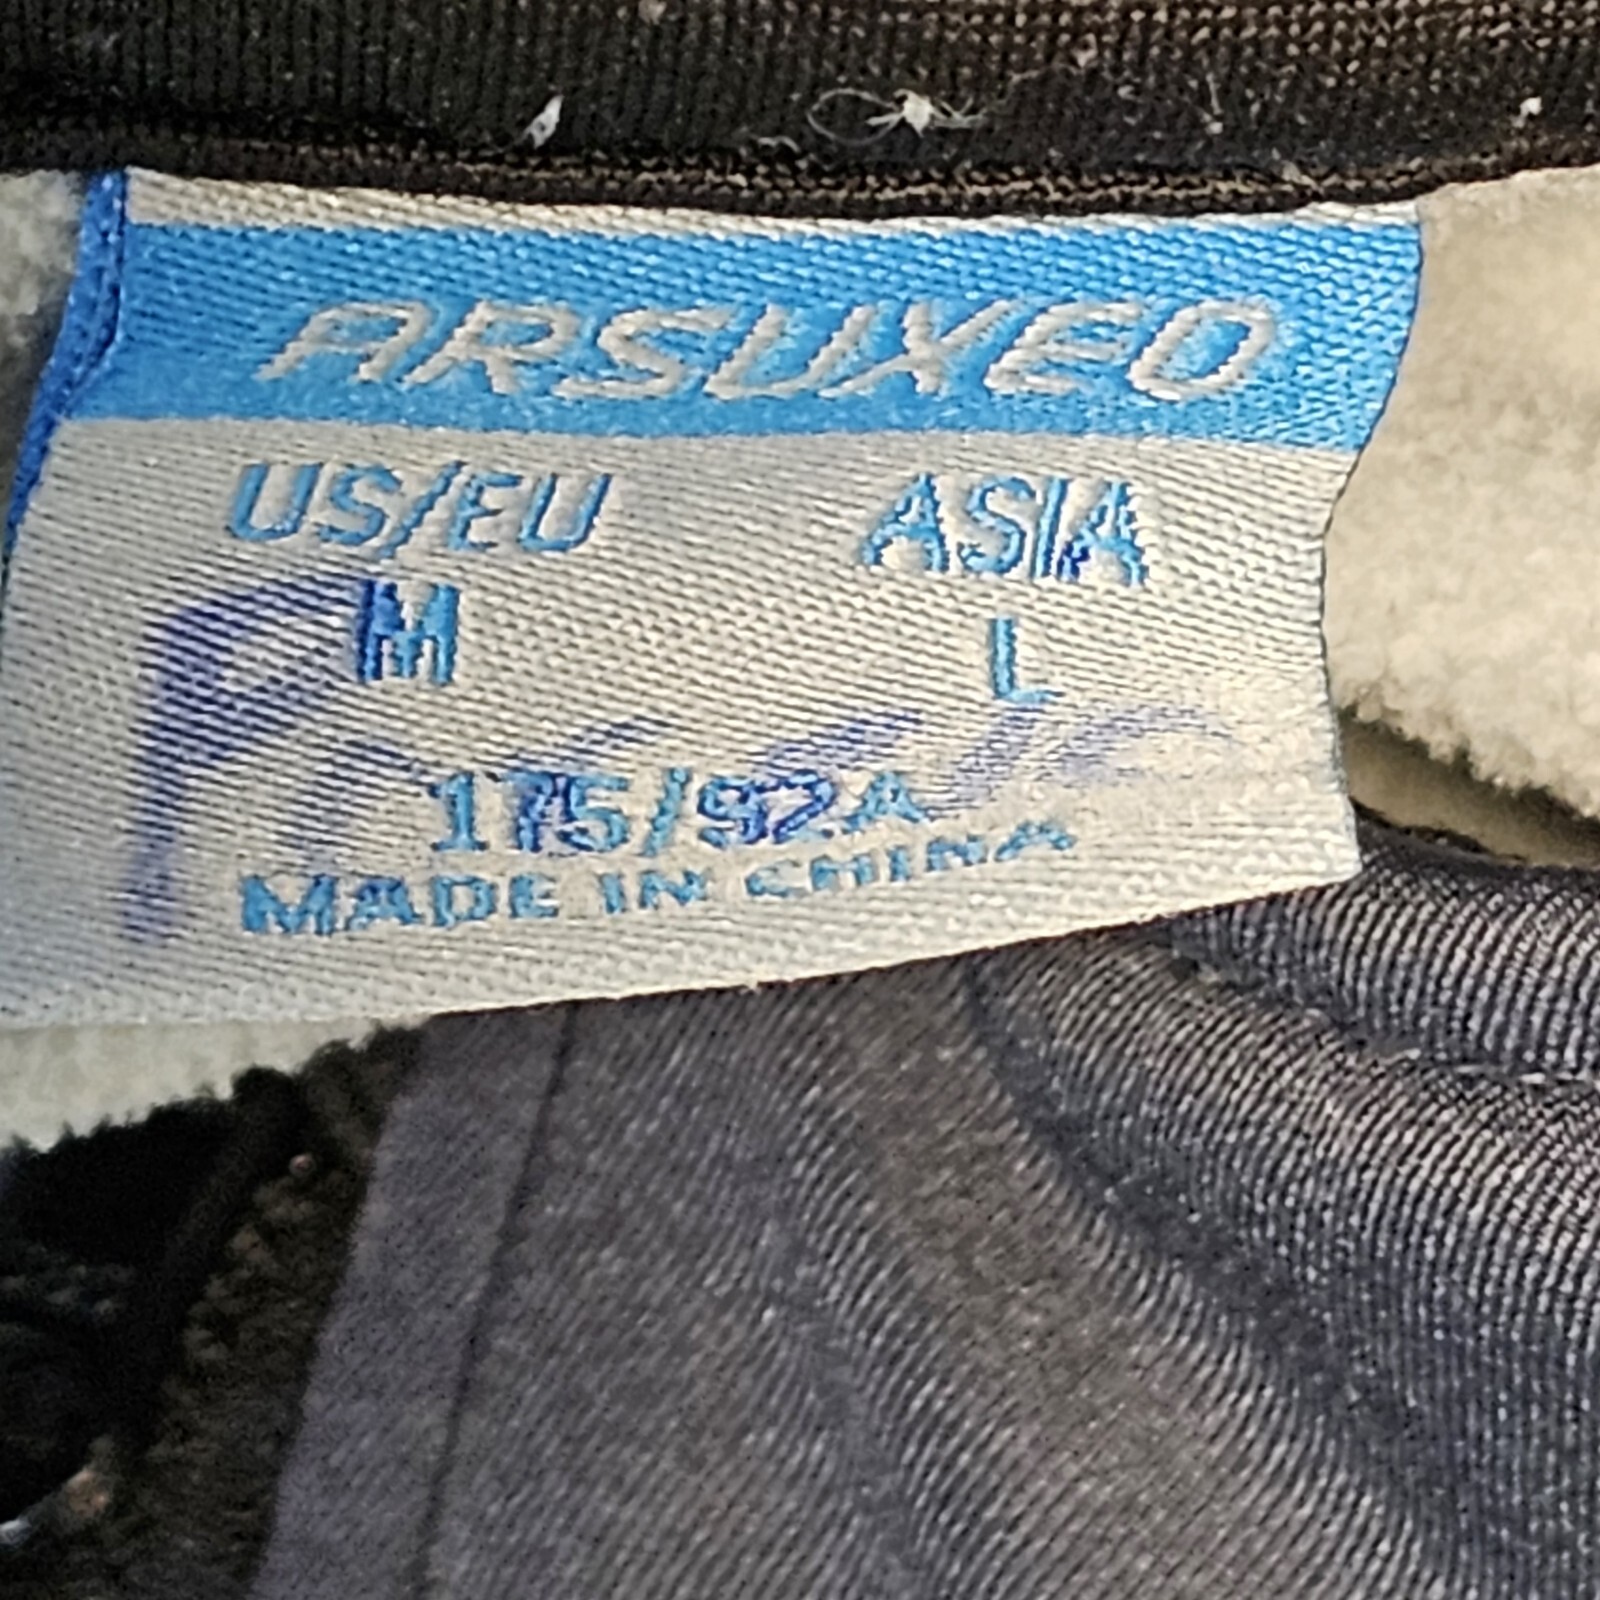 ARSUXEO
US/EU ASIA
M L
175/92A
MADE IN CHINA